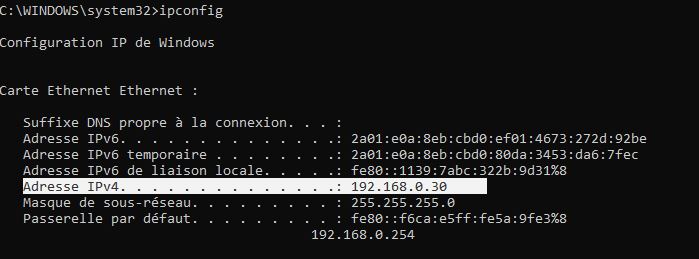 C:\WINDOWS\system32>ipconfig
Configuration IP de Windows
Carte Ethernet Ethernet :
Suffixe DNS propre à la connexion. . . :
Adresse IPv6. . . . . . . . . . . . . .: 2a01:e0a:8eb:cbd0:ef01:4673:272d:92be
Adresse IPv6 temporaire . . . . . . . .: 2a01:e0a:8eb:cbd0:80da:3453:da6:7fec
Adresse IPv6 de liaison locale. . . . .: fe80::1139:7abc:322b:9d31%8
Adresse IPv4. . . . . . . . . . . . . .: 192.168.0.30
Masque de sous-réseau. . . . . . . . . : 255.255.255.0
Passerelle par défaut. . . . . . . . . : fe80::f6ca:e5ff:fe5a:9fe3%8
192.168.0.254